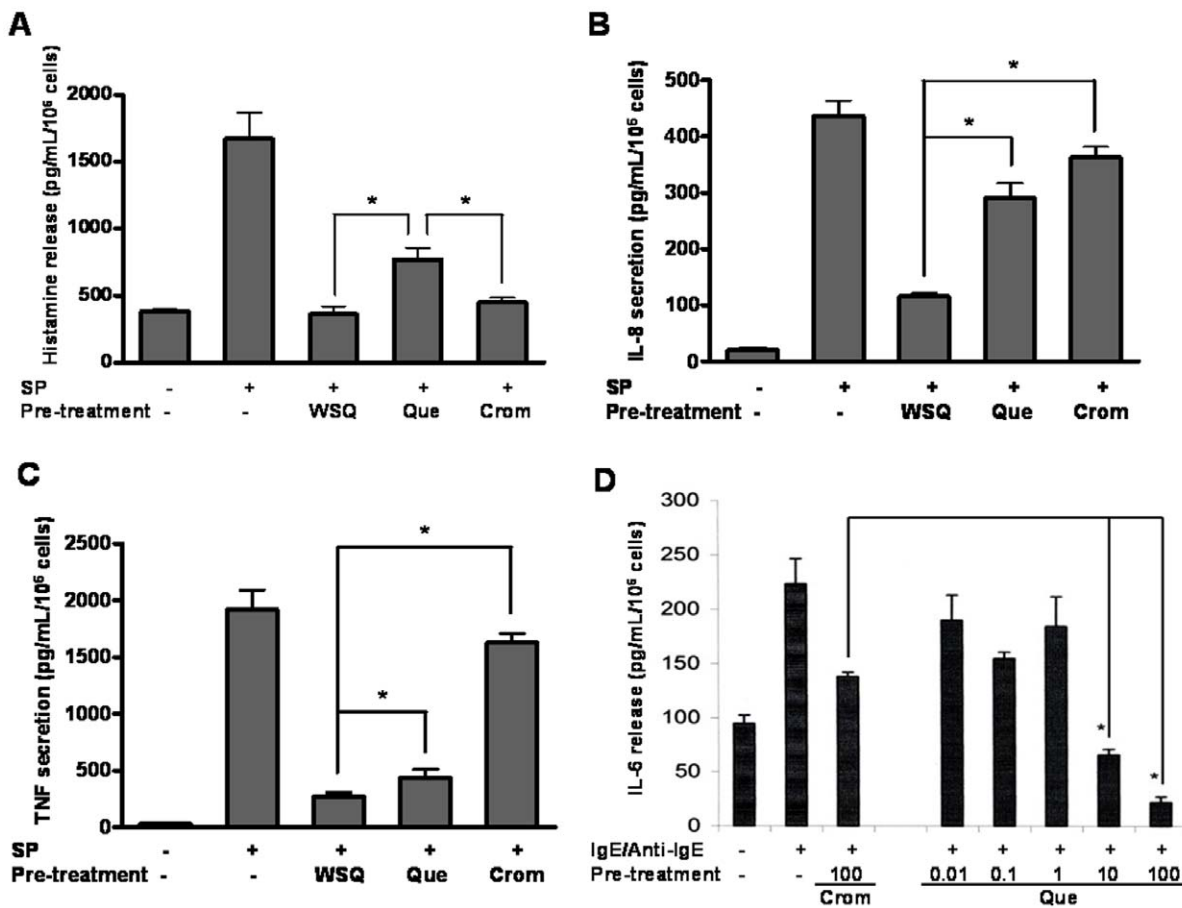 A
Histamine release (pg/mL/10⁶ cells)
2000
1500
1000
500
0
* *
SP - + + + +
Pre-treatment - - WSQ Que Crom
B
IL-8 secretion (pg/mL/10⁶ cells)
500
400
300
200
100
0
*
*
SP - + + + +
Pre-treatment - - WSQ Que Crom
C
TNF secretion (pg/mL/10⁶ cells)
2500
2000
1500
1000
500
0
*
*
SP - + + + +
Pre-treatment - - WSQ Que Crom
D
IL-6 release (pg/mL/10⁶ cells)
300
250
200
150
100
50
0
*
*
IgE/Anti-IgE - + + + + + + +
Pre-treatment - - 100 0.01 0.1 1 10 100
Crom Que